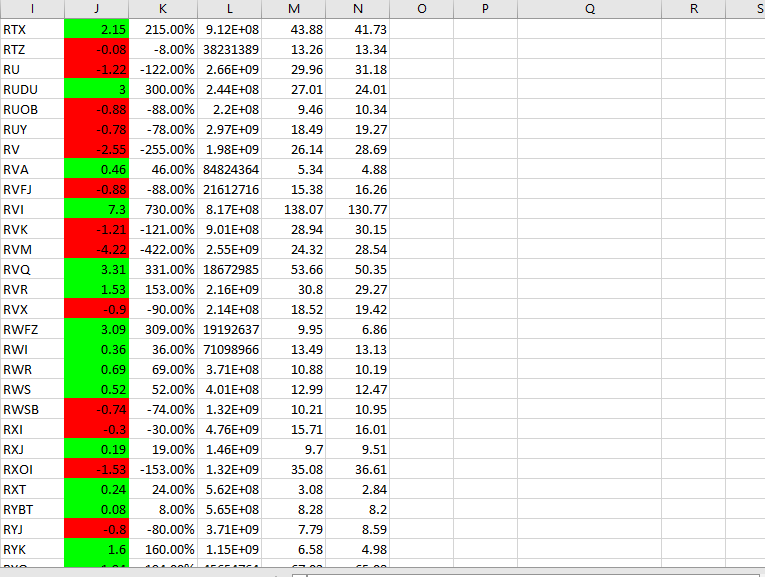 I J K L M N O P Q R S
RTX 2.15 215.00% 9.12E+08 43.88 41.73
RTZ -0.08 -8.00% 38231389 13.26 13.34
RU -1.22 -122.00% 2.66E+09 29.96 31.18
RUDU 3 300.00% 2.44E+08 27.01 24.01
RUOB -0.88 -88.00% 2.2E+08 9.46 10.34
RUY -0.78 -78.00% 2.97E+09 18.49 19.27
RV -2.55 -255.00% 1.98E+09 26.14 28.69
RVA 0.46 46.00% 84824364 5.34 4.88
RVFJ -0.88 -88.00% 21612716 15.38 16.26
RVI 7.3 730.00% 8.17E+08 138.07 130.77
RVK -1.21 -121.00% 9.01E+08 28.94 30.15
RVM -4.22 -422.00% 2.55E+09 24.32 28.54
RVQ 3.31 331.00% 18672985 53.66 50.35
RVR 1.53 153.00% 2.16E+09 30.8 29.27
RVX -0.9 -90.00% 2.14E+08 18.52 19.42
RWFZ 3.09 309.00% 19192637 9.95 6.86
RWI 0.36 36.00% 71098966 13.49 13.13
RWR 0.69 69.00% 3.71E+08 10.88 10.19
RWS 0.52 52.00% 4.01E+08 12.99 12.47
RWSB -0.74 -74.00% 1.32E+09 10.21 10.95
RXI -0.3 -30.00% 4.76E+09 15.71 16.01
RXJ 0.19 19.00% 1.46E+09 9.7 9.51
RXOI -1.53 -153.00% 1.32E+09 35.08 36.61
RXT 0.24 24.00% 5.62E+08 3.08 2.84
RYBT 0.08 8.00% 5.65E+08 8.28 8.2
RYJ -0.8 -80.00% 3.71E+09 7.79 8.59
RYK 1.6 160.00% 1.15E+09 6.58 4.98